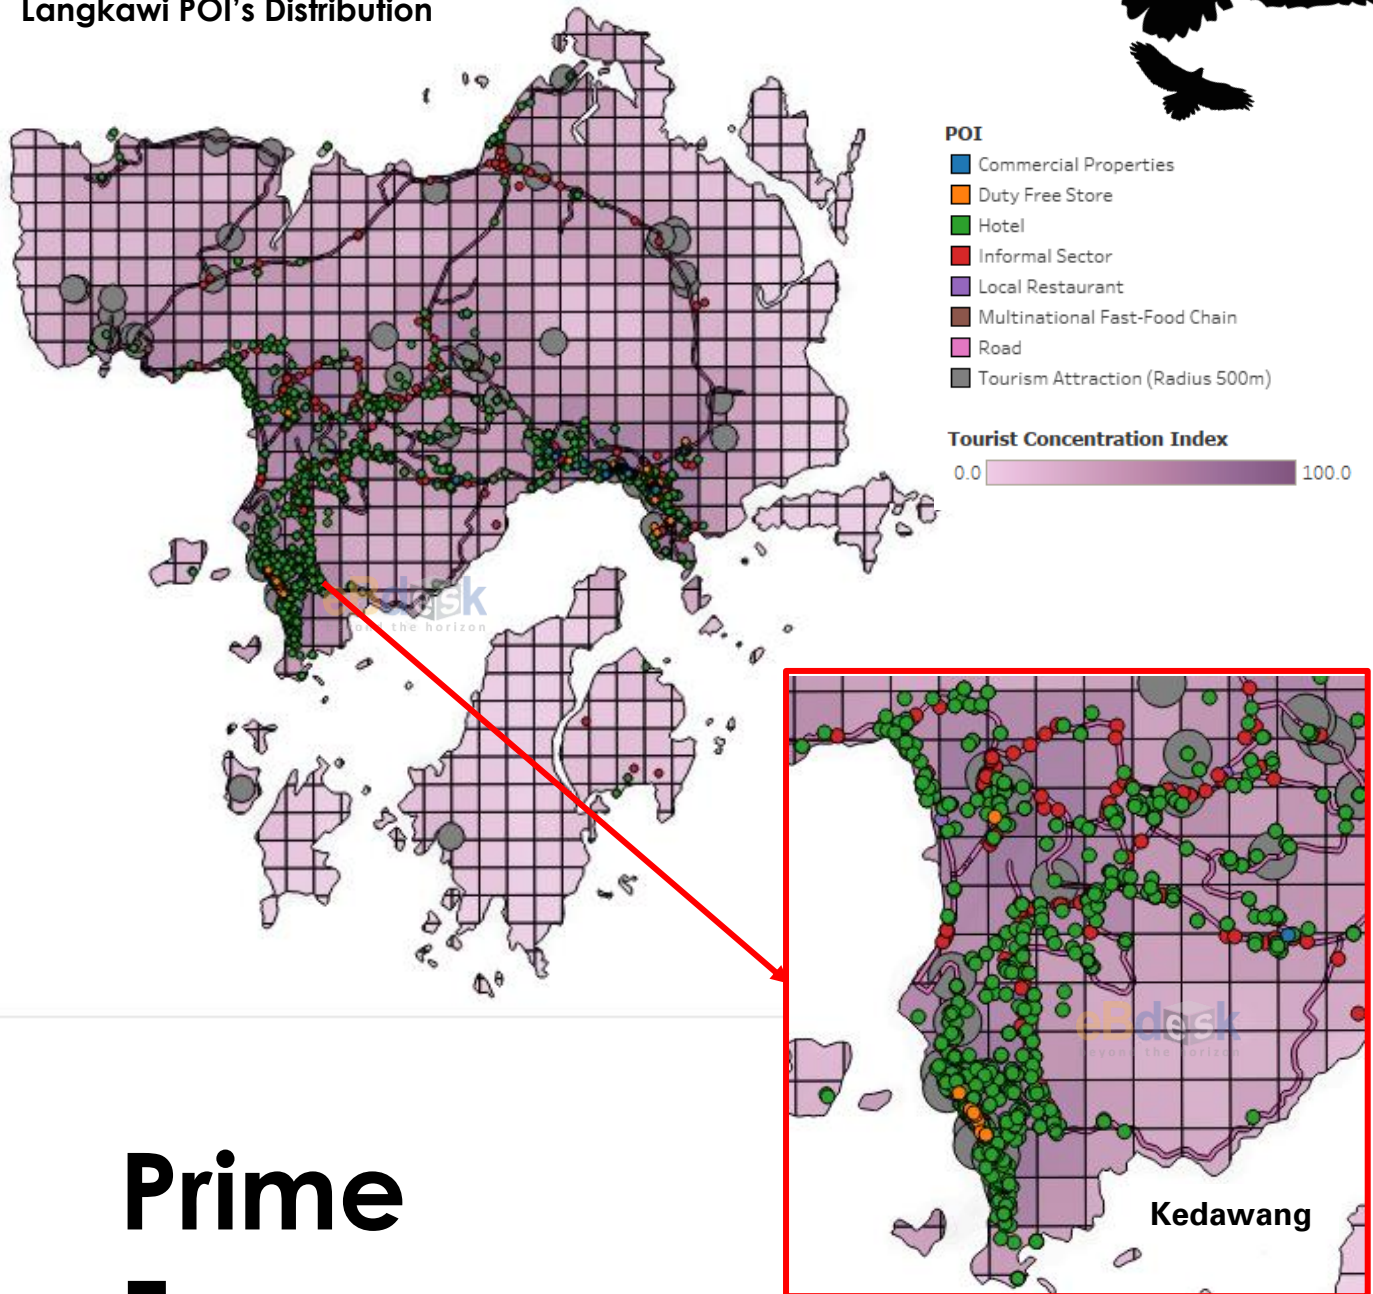 Langkawi POI's Distribution
POI
Commercial Properties
Duty Free Store
Hotel
Informal Sector
Local Restaurant
Multinational Fast-Food Chain
Road
Tourism Attraction (Radius 500m)
Tourist Concentration Index
0.0 100.0
eBdesk
beyond the horizon
eBdesk
beyond the horizon
Kedawang
Prime